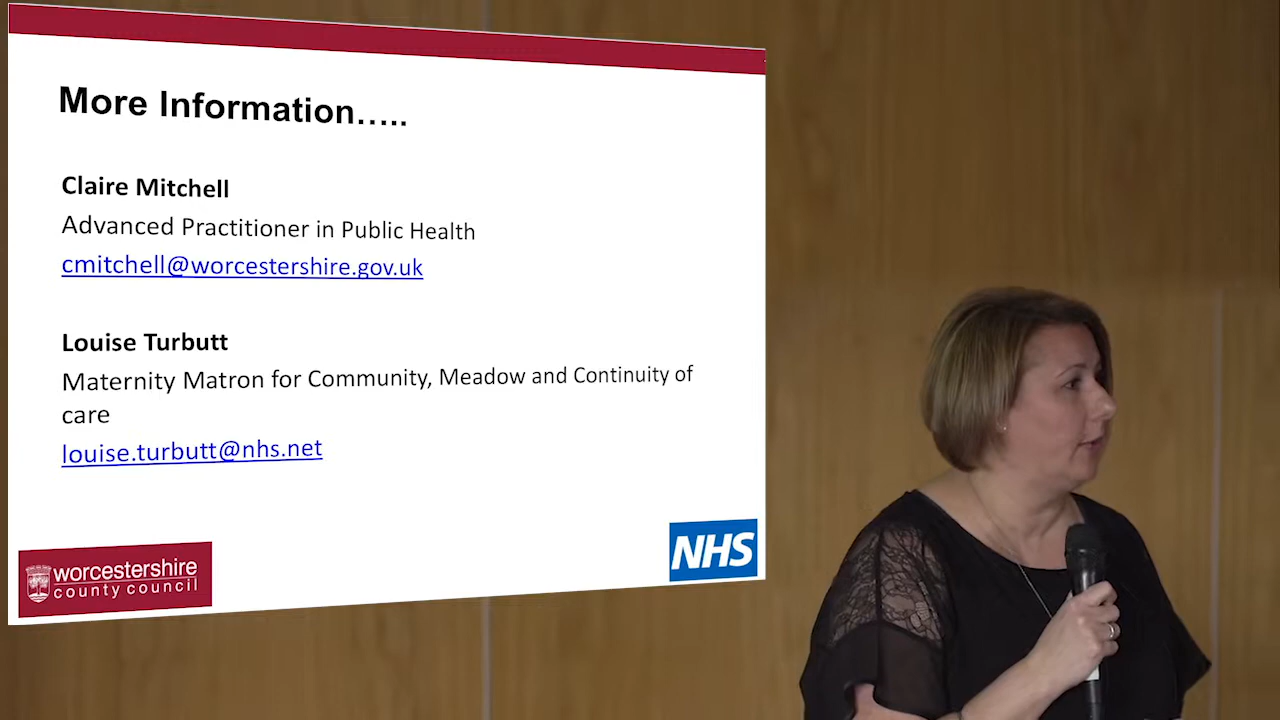 More Information…..
Claire Mitchell
Advanced Practitioner in Public Health
cmitchell@worcestershire.gov.uk
Louise Turbutt
Maternity Matron for Community, Meadow and Continuity of
care
louise.turbutt@nhs.net
worcestershire
county council
NHS